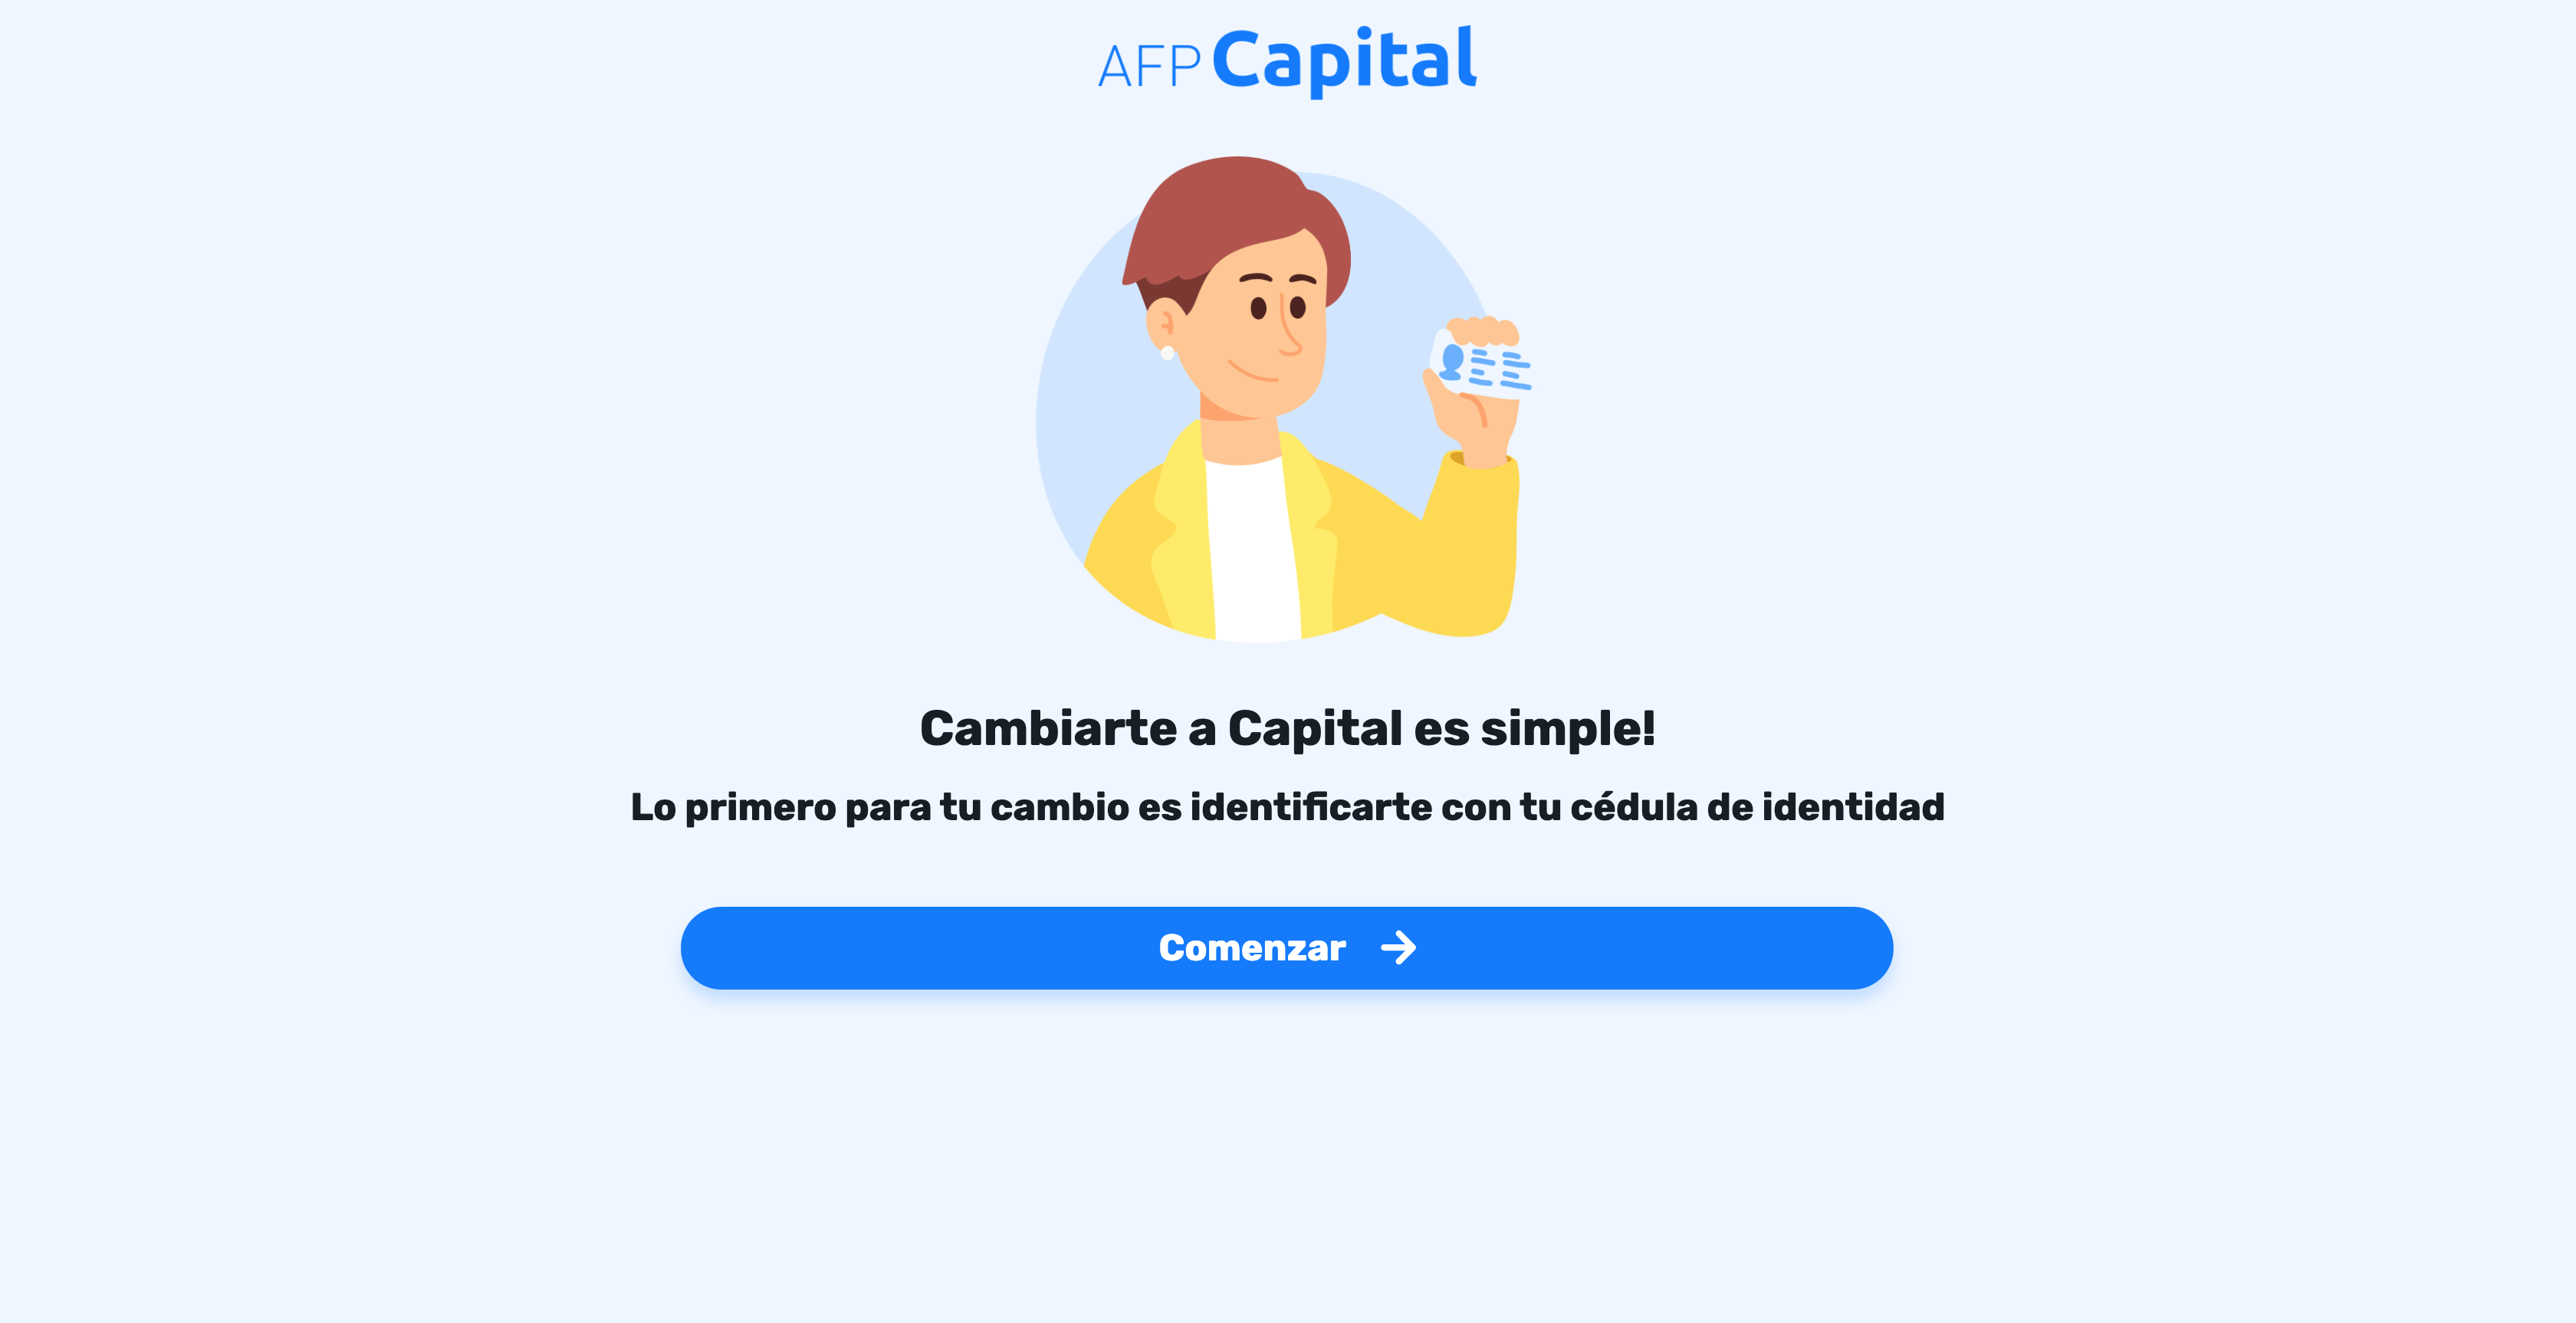 AFP Capital
Cambiarte a Capital es simple!
Lo primero para tu cambio es identificarte con tu cédula de identidad
Comenzar